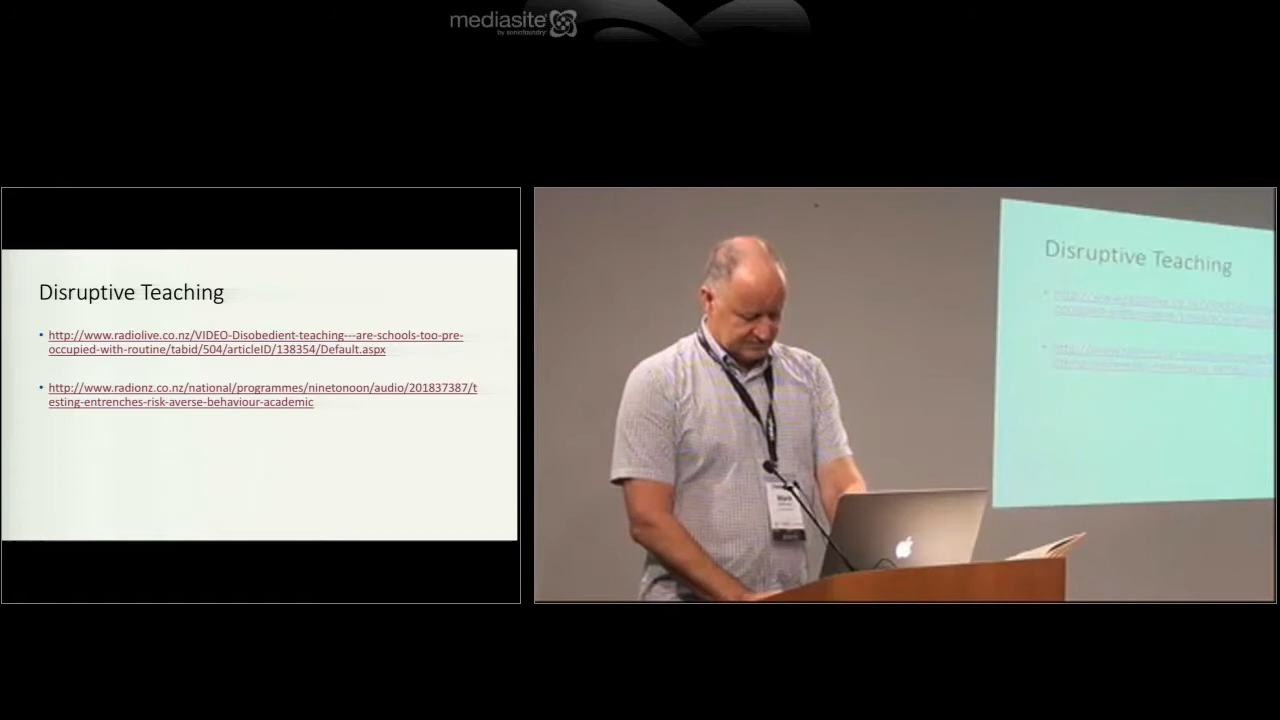 mediasite
by sonicfoundry
Disruptive Teaching
• http://www.radiolive.co.nz/VIDEO-Disobedient-teaching---are-schools-too-pre-
occupied-with-routine/tabid/504/articleID/138354/Default.aspx
• http://www.radionz.co.nz/national/programmes/ninetonoon/audio/201837387/t
esting-entrenches-risk-averse-behaviour-academic
Disruptive Teaching
Mark